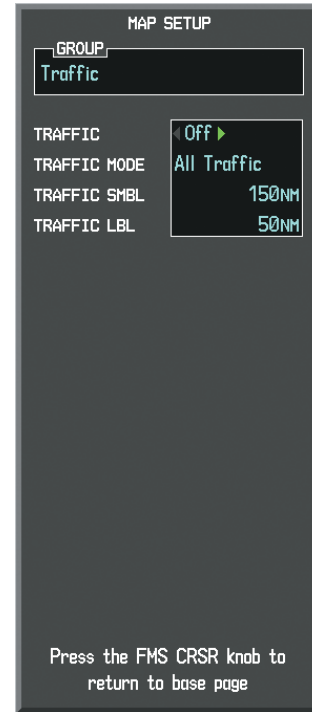 MAP SETUP
GROUP
Traffic
TRAFFIC Off
TRAFFIC MODE All Traffic
TRAFFIC SMBL 150NM
TRAFFIC LBL 50NM
Press the FMS CRSR knob to
return to base page